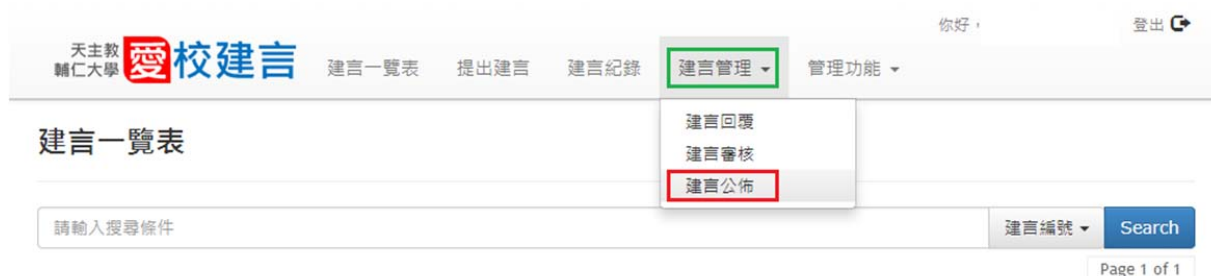 你好，
登出
天主教
輔仁大學
愛校建言
建言一覽表
提出建言
建言紀錄
建言管理
管理功能
建言回覆
建言審核
建言公佈
建言一覽表
請輸入搜尋條件
建言編號
Search
Page 1 of 1